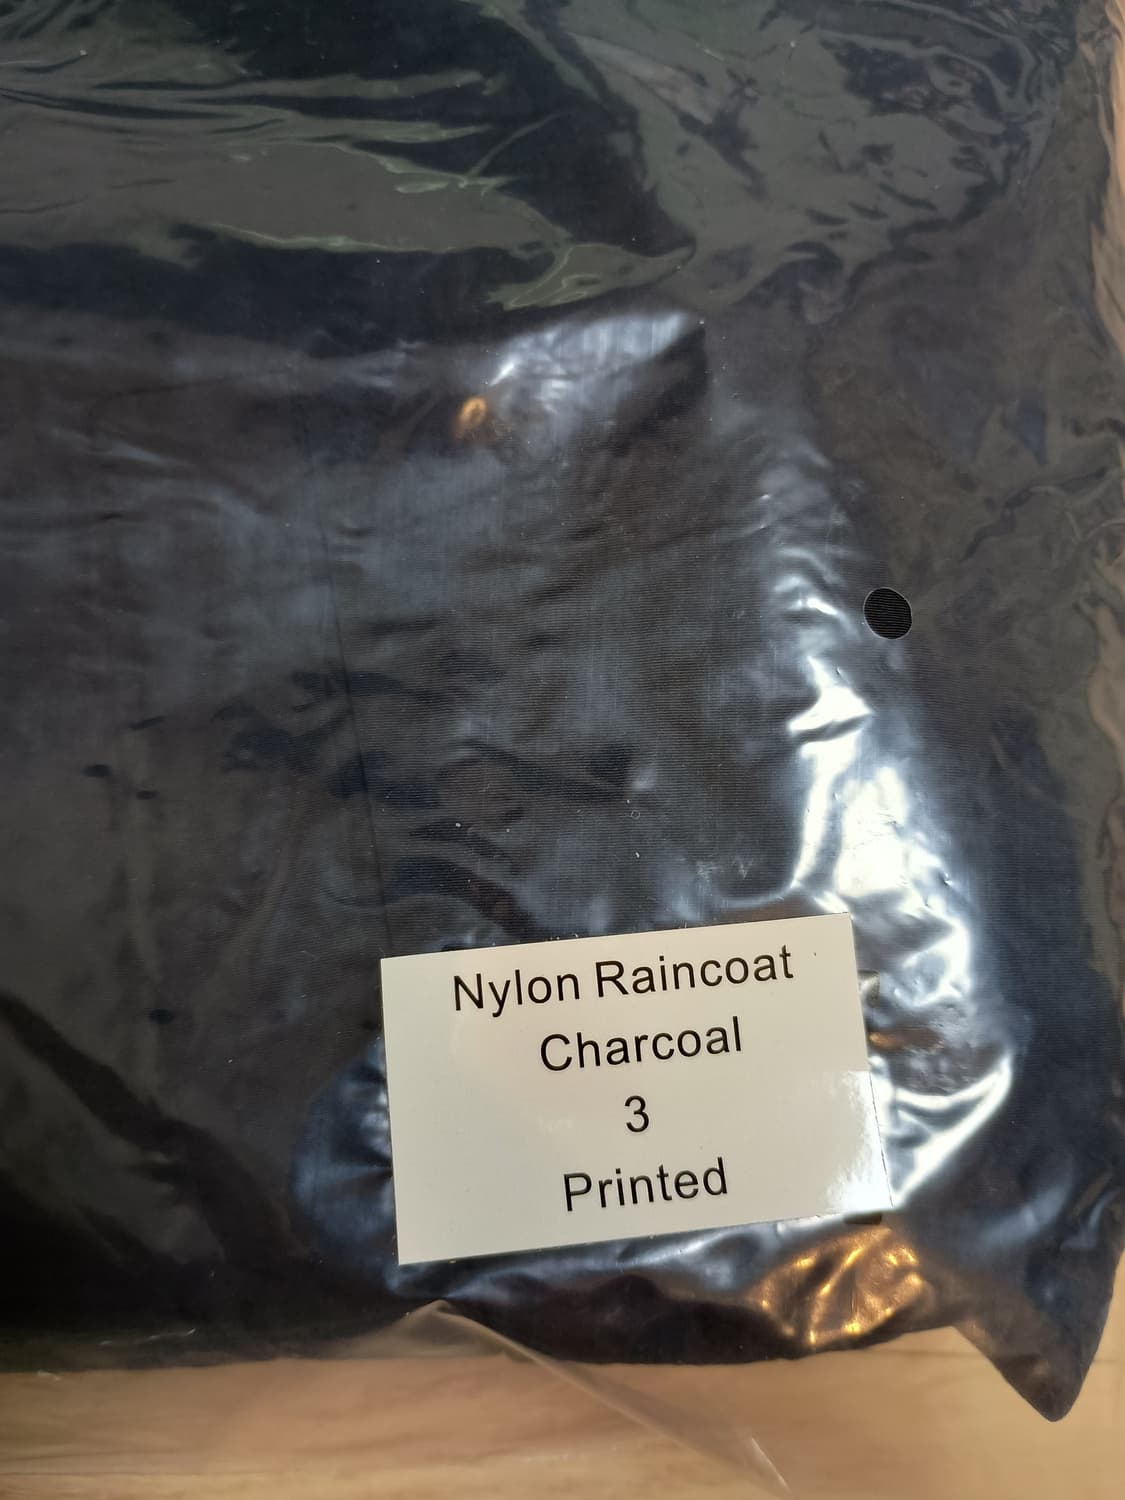 Nylon Raincoat
Charcoal
3
Printed